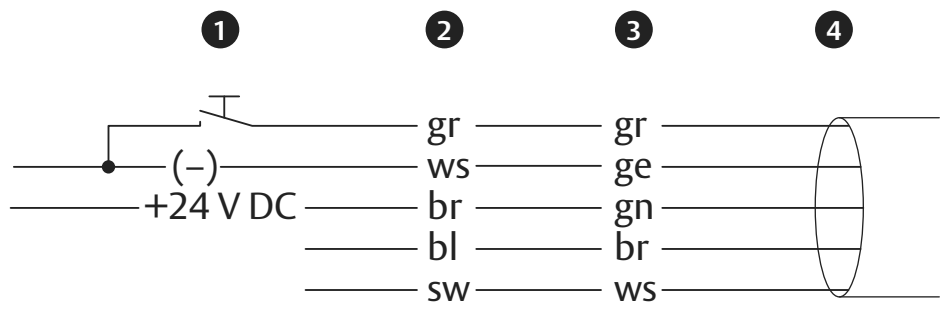 1 2 3 4
gr gr
(–) ws ge
+24 V DC br gn
bl br
sw ws